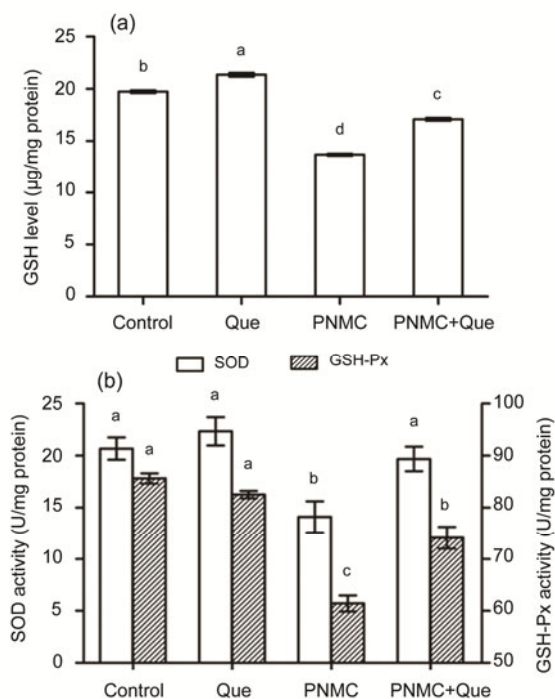 (a)
GSH level (μg/mg protein)
25
20
15
10
5
0
b
a
d
c
Control Que PNMC PNMC+Que
SOD GSH-Px
(b)
SOD activity (U/mg protein)
25
20
15
10
5
0
a
a
a
a
b
c
a
b
100
90
80
70
60
50
GSH-Px activity (U/mg protein)
Control Que PNMC PNMC+Que